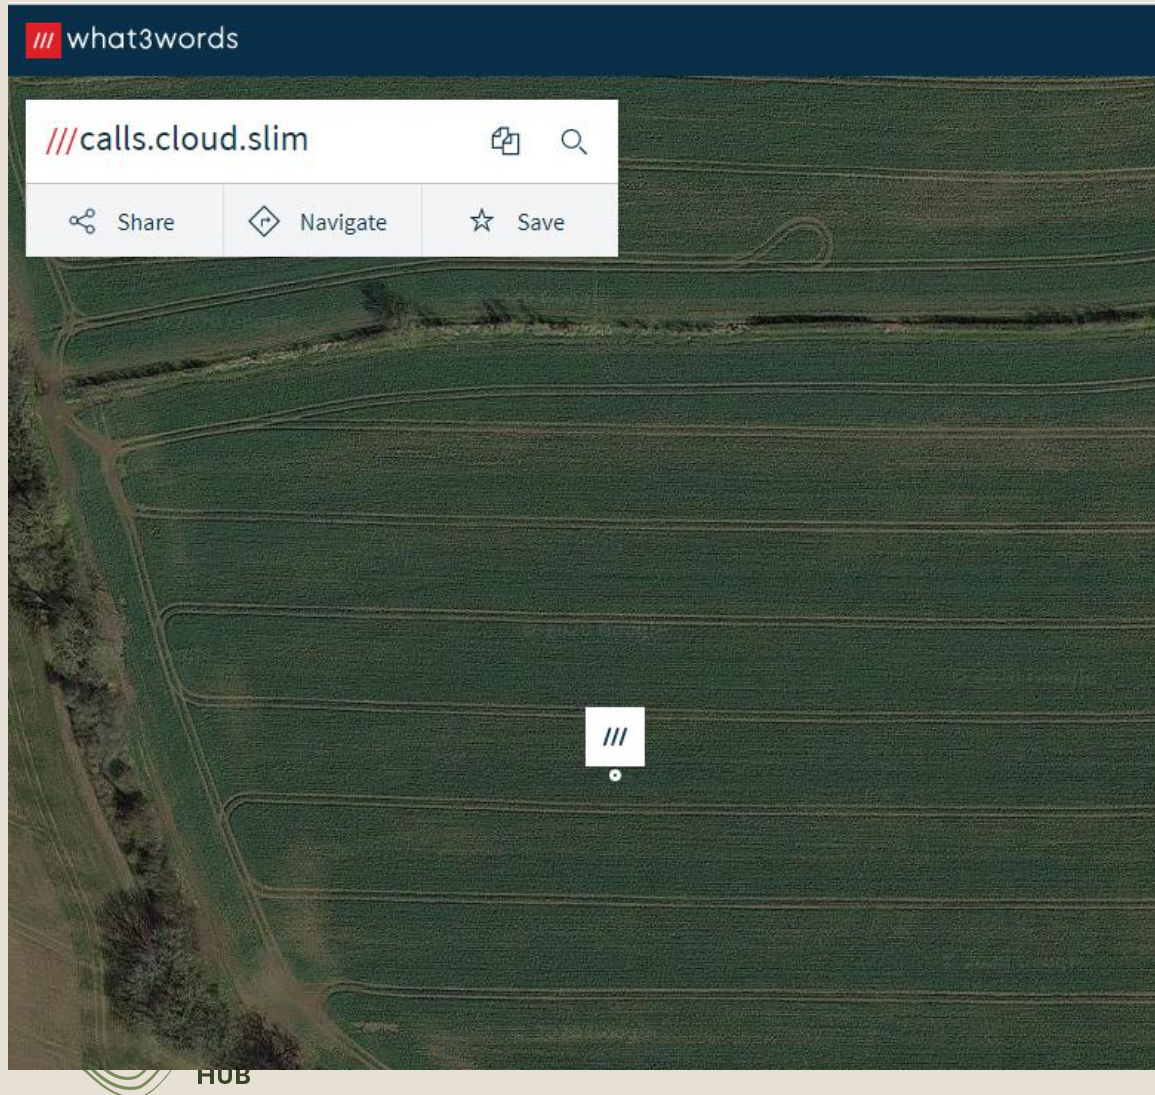 /// what3words
///calls.cloud.slim
Share
Navigate
Save
///
HUB